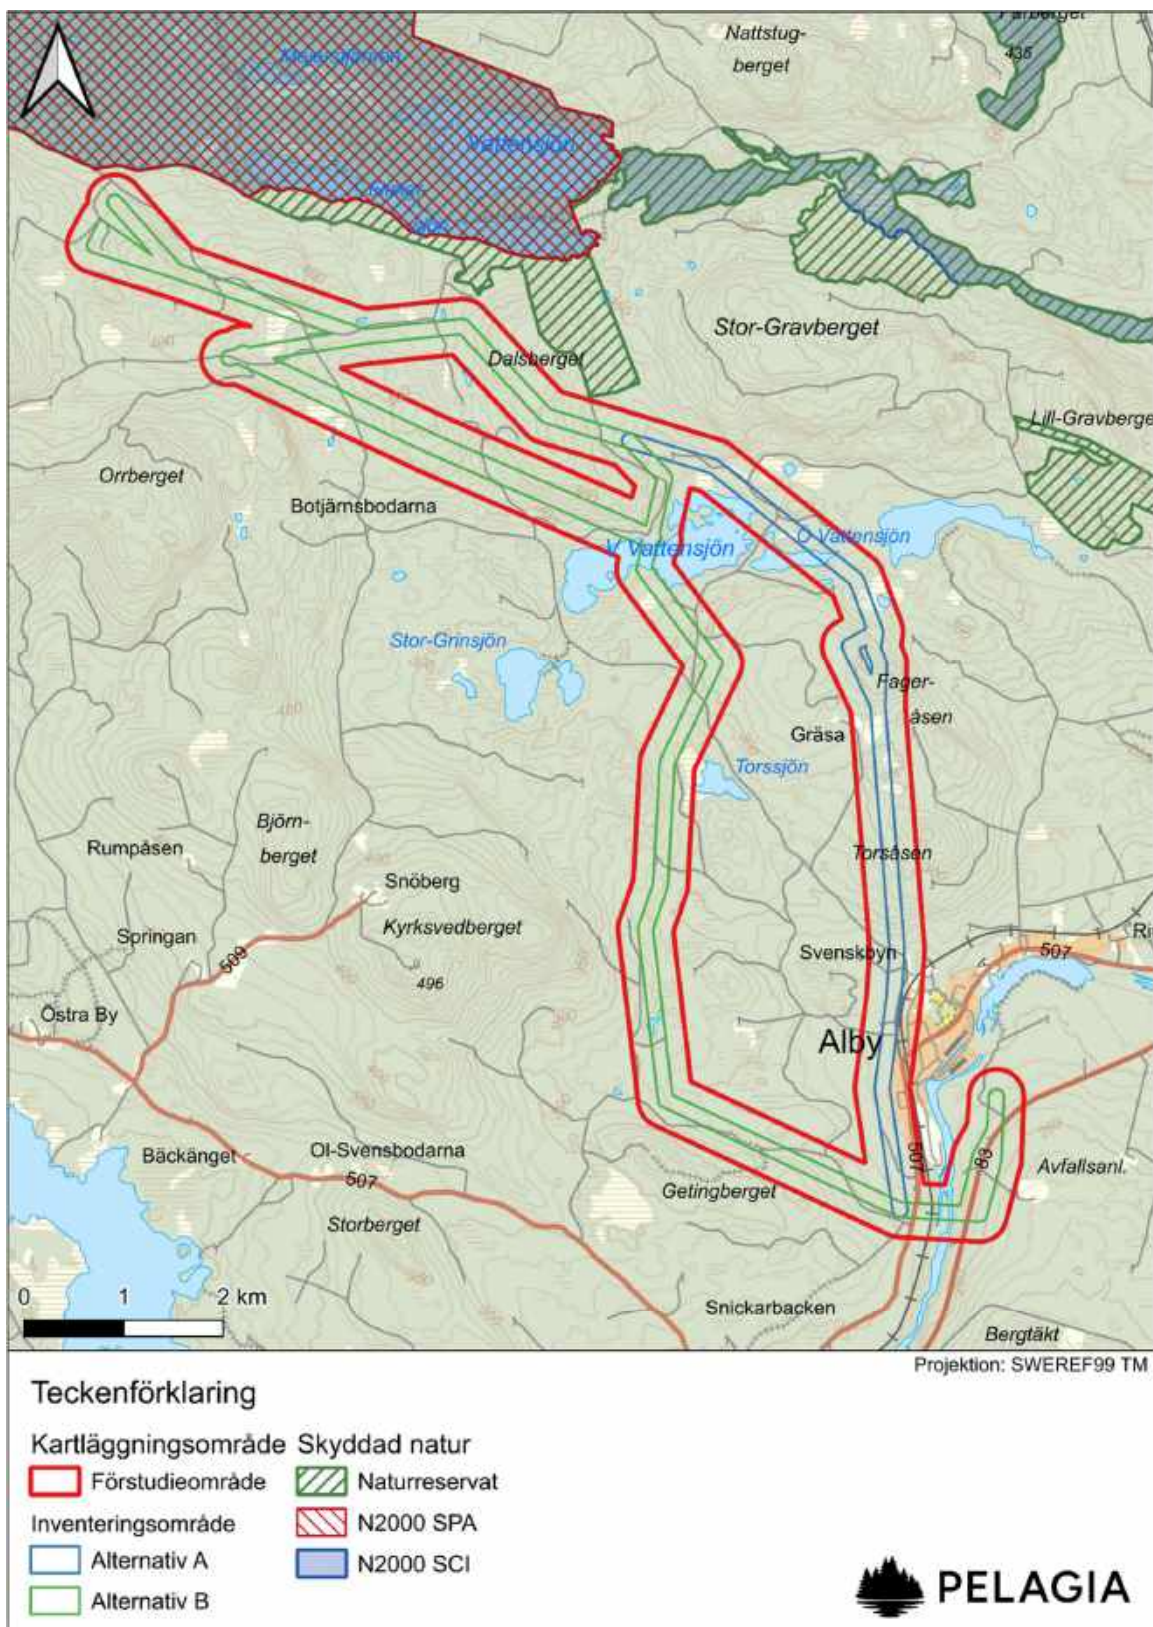 Nattstug-
berget
435
Vattensjön
Stor-Gravberget
Dalsberget
Lill-Gravberge
Orrberget
Botjärnsbodarna
V Vattensjön
Ö Vattensjön
Stor-Grinsjön
Fager-
åsen
Gräsa
Torssjön
Björn-
berget
Rumpåsen
Torsåsen
Snöberg
Kyrksvedberget
Springan
509
Svenskbyn
507
Ri
496
Östra By
Alby
Bäckänget
Ol-Svensbodarna
507
507
83
Avfallsanl.
Getingberget
Storberget
0 1 2 km
Snickarbacken
Bergtäkt
Projektion: SWEREF99 TM
Teckenförklaring
Kartläggningsområde
Förstudieområde
Inventeringsområde
Alternativ A
Alternativ B
Skyddad natur
Naturreservat
N2000 SPA
N2000 SCI
PELAGIA